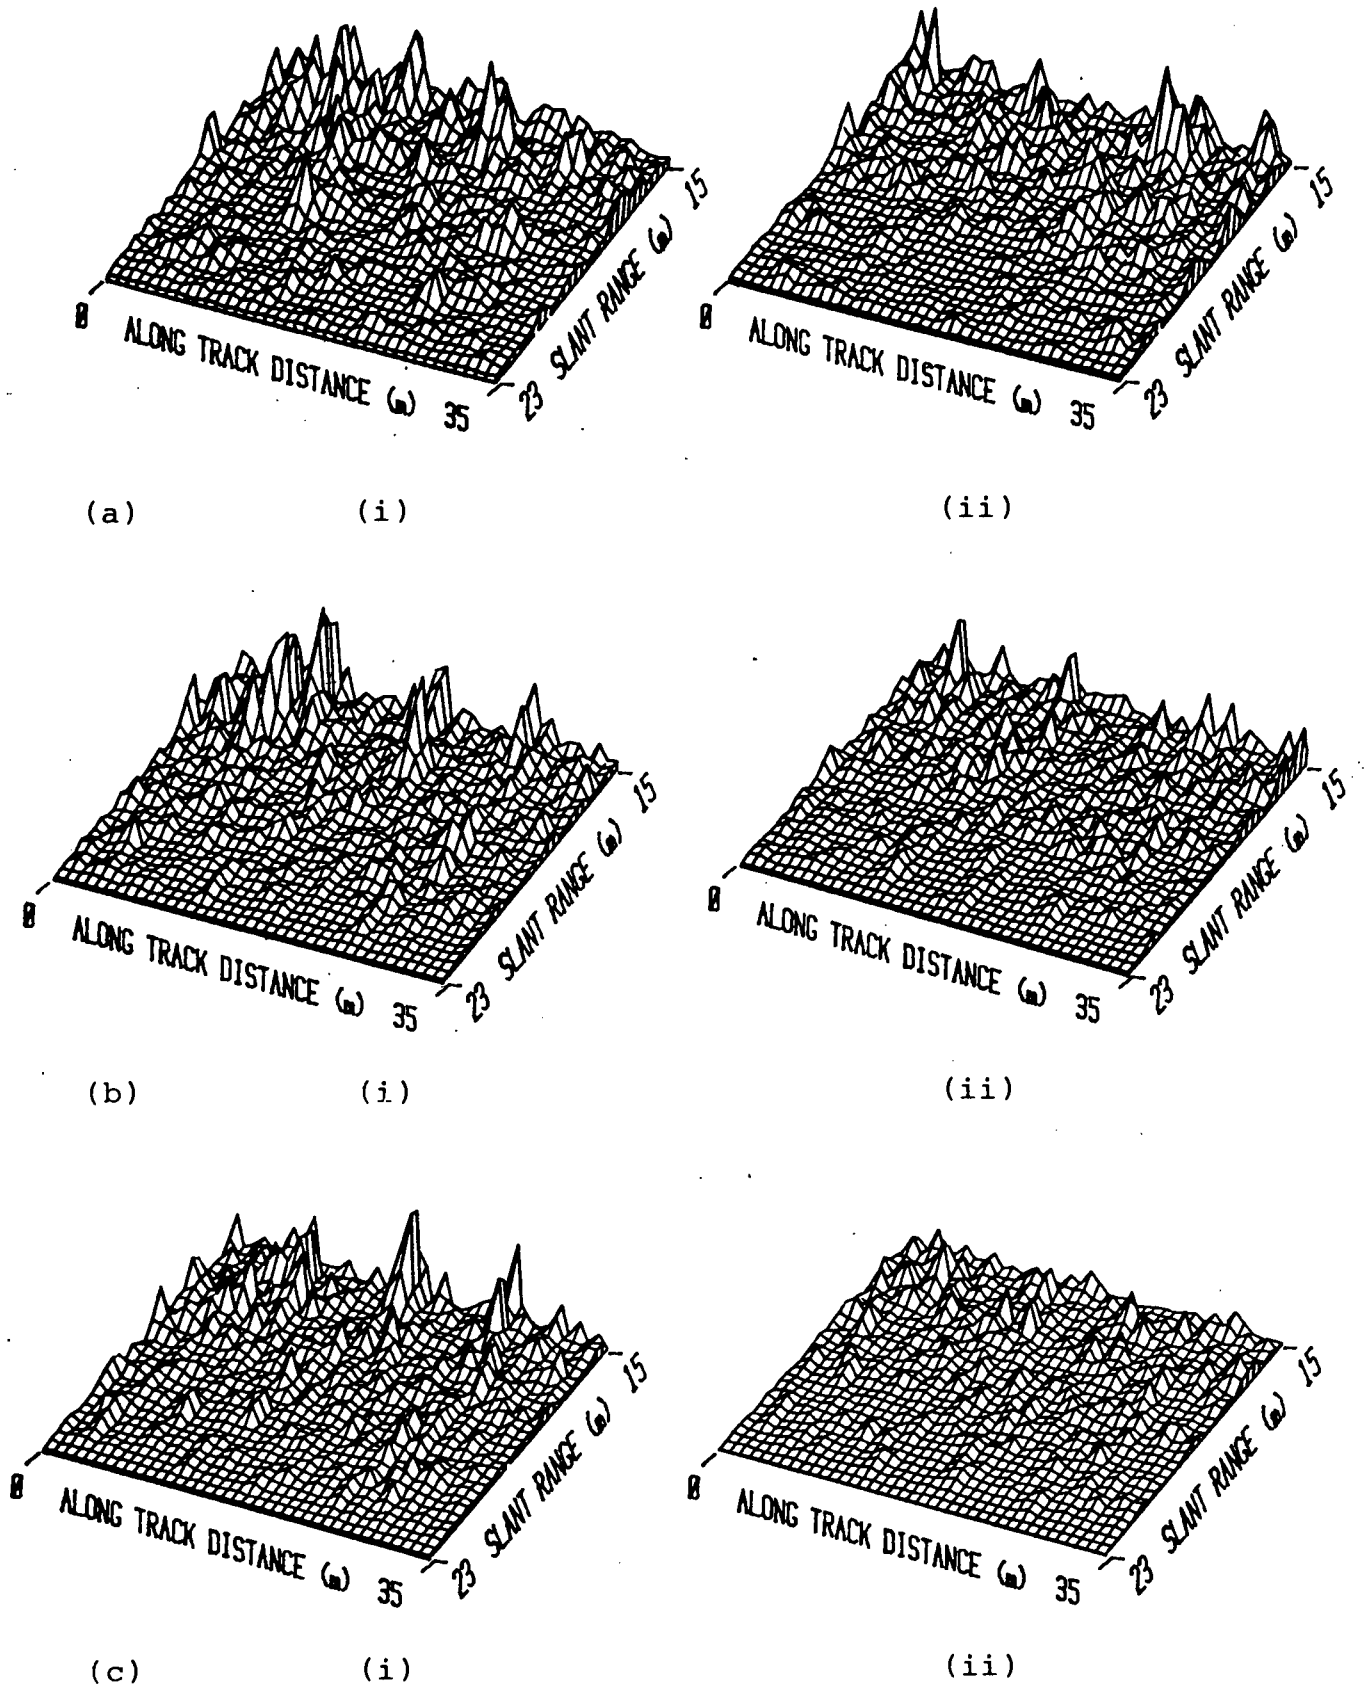 15
15
SLANT RANGE (m)
SLANT RANGE (m)
0
ALONG TRACK DISTANCE (m) 35
23
0
ALONG TRACK DISTANCE (m) 35
23
(a)
(i)
(ii)
15
15
SLANT RANGE (m)
SLANT RANGE (m)
0
ALONG TRACK DISTANCE (m) 35
23
0
ALONG TRACK DISTANCE (m) 35
23
(b)
(i)
(ii)
15
15
SLANT RANGE (m)
SLANT RANGE (m)
0
ALONG TRACK DISTANCE (m) 35
23
0
ALONG TRACK DISTANCE (m) 35
23
(c)
(i)
(ii)